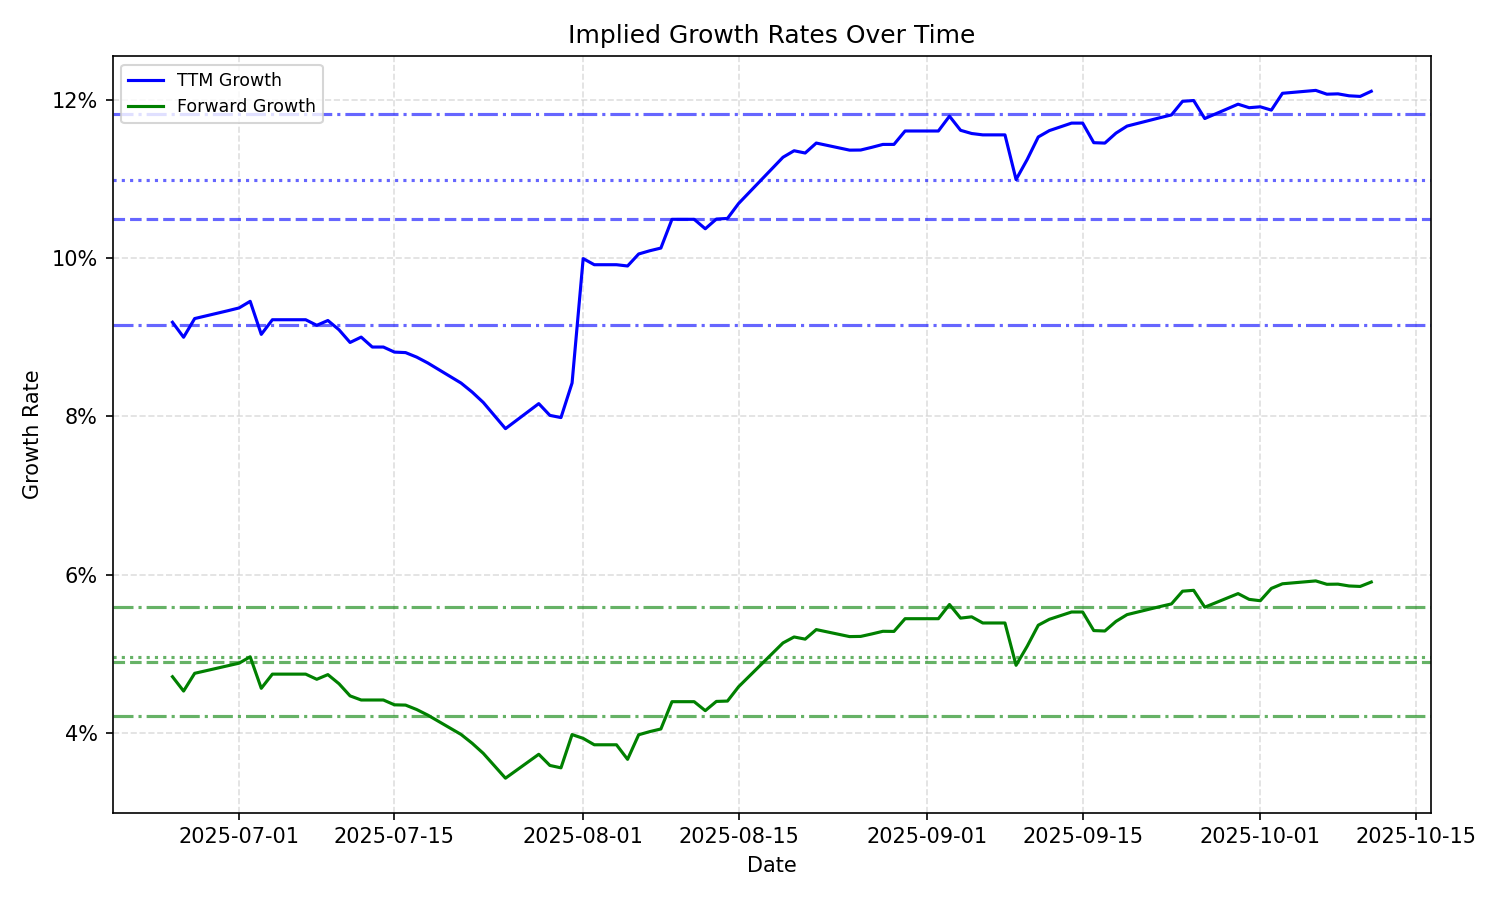 Implied Growth Rates Over Time
TTM Growth
Forward Growth
12%
10%
8%
6%
4%
Growth Rate
2025-07-01 2025-07-15 2025-08-01 2025-08-15 2025-09-01 2025-09-15 2025-10-01 2025-10-15
Date